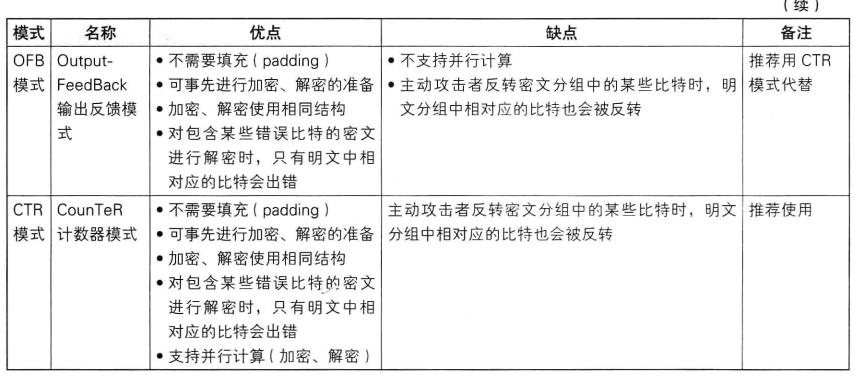 （续）
模式 名称 优点 缺点 备注
OFB 模式
Output-
FeedBack
输出反馈模
式
• 不需要填充（padding）
• 可事先进行加密、解密的准备
• 加密、解密使用相同结构
• 对包含某些错误比特的密文
进行解密时，只有明文中相
对应的比特会出错
• 不支持并行计算
• 主动攻击者反转密文分组中的某些比特时，明
文分组中相对应的比特也会被反转
推荐用 CTR
模式代替
CTR 模式
CounTeR
计数器模式
• 不需要填充（padding）
• 可事先进行加密、解密的准备
• 加密、解密使用相同结构
• 对包含某些错误比特的密文
进行解密时，只有明文中相
对应的比特会出错
• 支持并行计算（加密、解密）
主动攻击者反转密文分组中的某些比特时，明文
分组中相对应的比特也会被反转
推荐使用